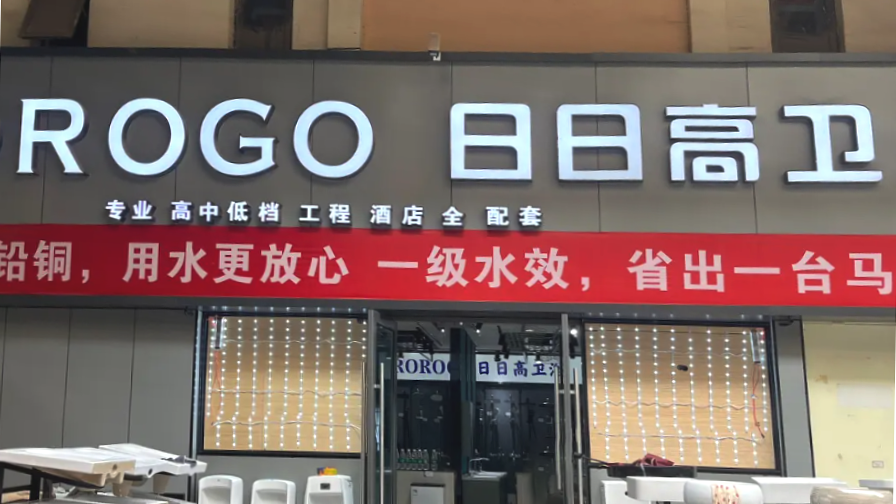 ROGO 日日高卫
专业 高中低档 工程 酒店 全 配套
铅铜，用水更放心 一级水效，省出一台马
ROROGO 日日高卫